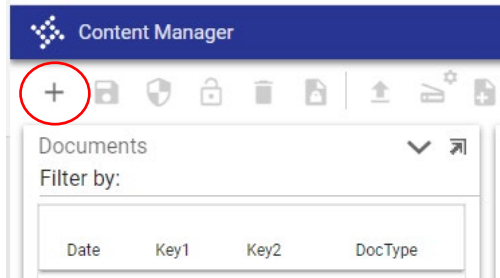 Content Manager
Documents
Filter by:
Date Key1 Key2 DocType